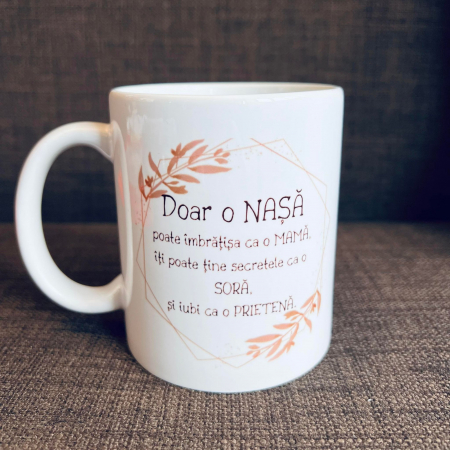 Doar o NAȘĂ
poate îmbrățișa ca o MAMĂ,
îți poate ține secretele ca o
SORĂ,
și iubi ca o PRIETENĂ.